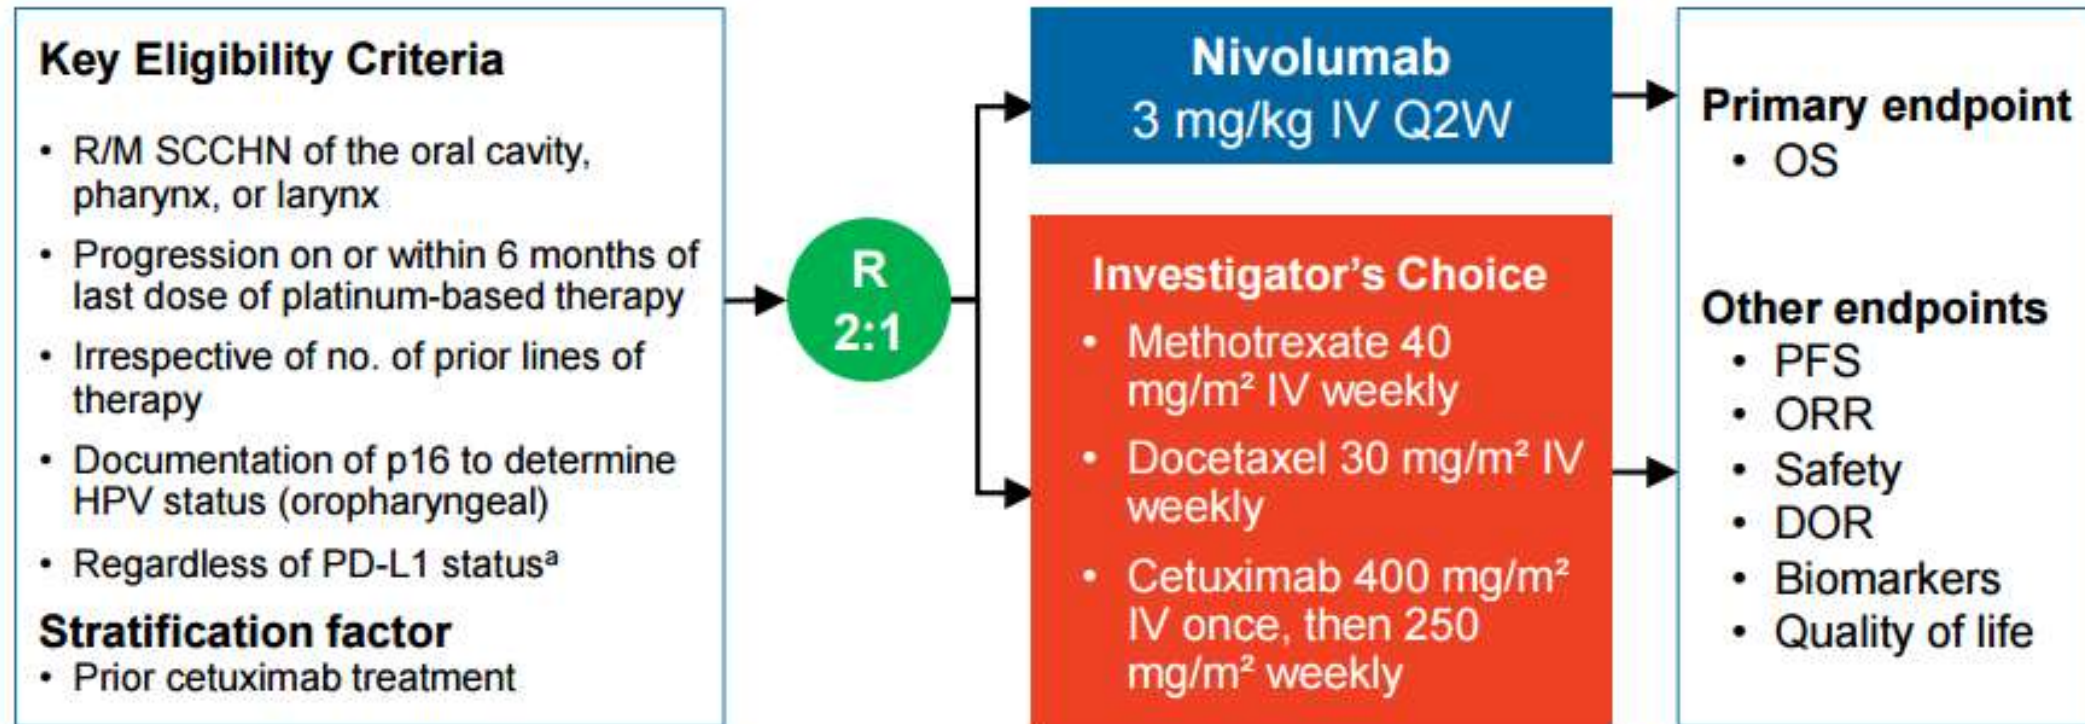 Key Eligibility Criteria
• R/M SCCHN of the oral cavity,
pharynx, or larynx
• Progression on or within 6 months of
last dose of platinum-based therapy
• Irrespective of no. of prior lines of
therapy
• Documentation of p16 to determine
HPV status (oropharyngeal)
• Regardless of PD-L1 statusᵃ
Stratification factor
• Prior cetuximab treatment
R
2:1
Nivolumab
3 mg/kg IV Q2W
Investigator’s Choice
• Methotrexate 40
mg/m² IV weekly
• Docetaxel 30 mg/m² IV
weekly
• Cetuximab 400 mg/m²
IV once, then 250
mg/m² weekly
Primary endpoint
• OS
Other endpoints
• PFS
• ORR
• Safety
• DOR
• Biomarkers
• Quality of life